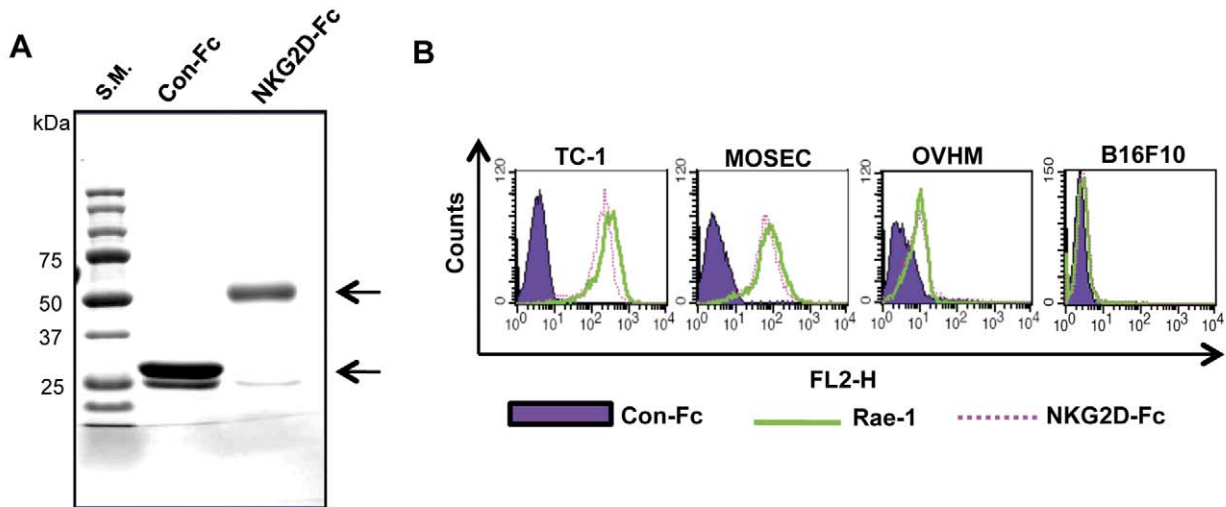 A
S.M.
Con-Fc
NKG2D-Fc
kDa
75
50
37
25
B
TC-1
MOSEC
OVHM
B16F10
Counts
120
0
120
0
120
0
150
0
10⁰ 10¹ 10² 10³ 10⁴
10⁰ 10¹ 10² 10³ 10⁴
10⁰ 10¹ 10² 10³ 10⁴
10⁰ 10¹ 10² 10³ 10⁴
FL2-H
Con-Fc
Rae-1
NKG2D-Fc